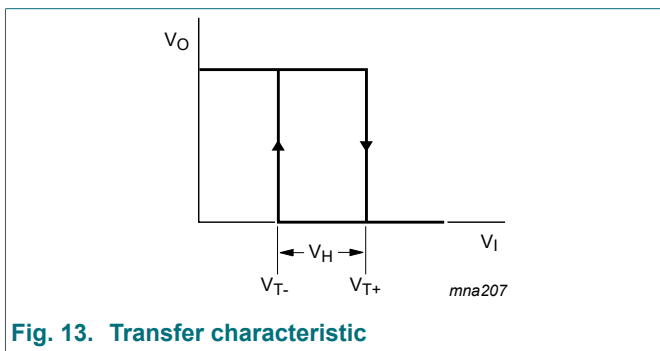 VO
VI
VH
VT-
VT+
mna207
Fig. 13. Transfer characteristic